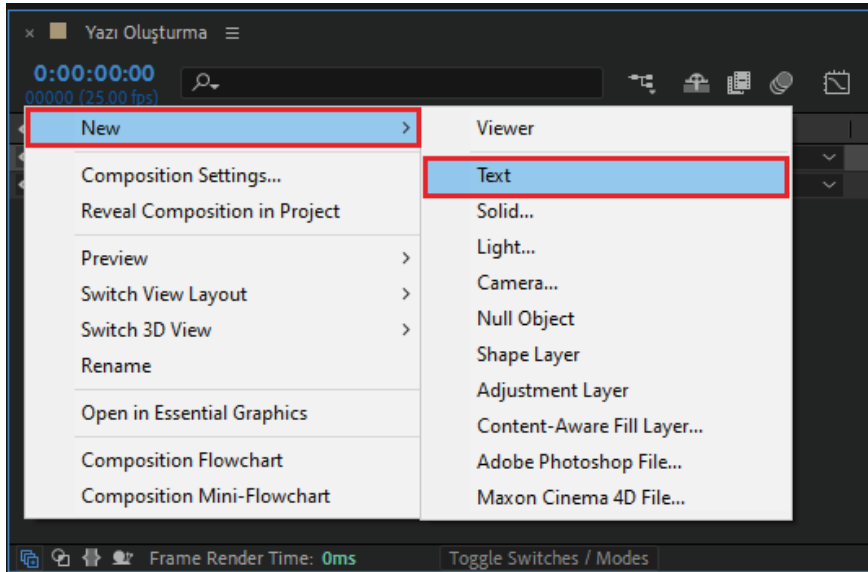 Yazı Oluşturma
0:00:00:00
00000 (25.00 fps)
New
Composition Settings...
Reveal Composition in Project
Preview
Switch View Layout
Switch 3D View
Rename
Open in Essential Graphics
Composition Flowchart
Composition Mini-Flowchart
Viewer
Text
Solid...
Light...
Camera...
Null Object
Shape Layer
Adjustment Layer
Content-Aware Fill Layer...
Adobe Photoshop File...
Maxon Cinema 4D File...
Frame Render Time: 0ms
Toggle Switches / Modes